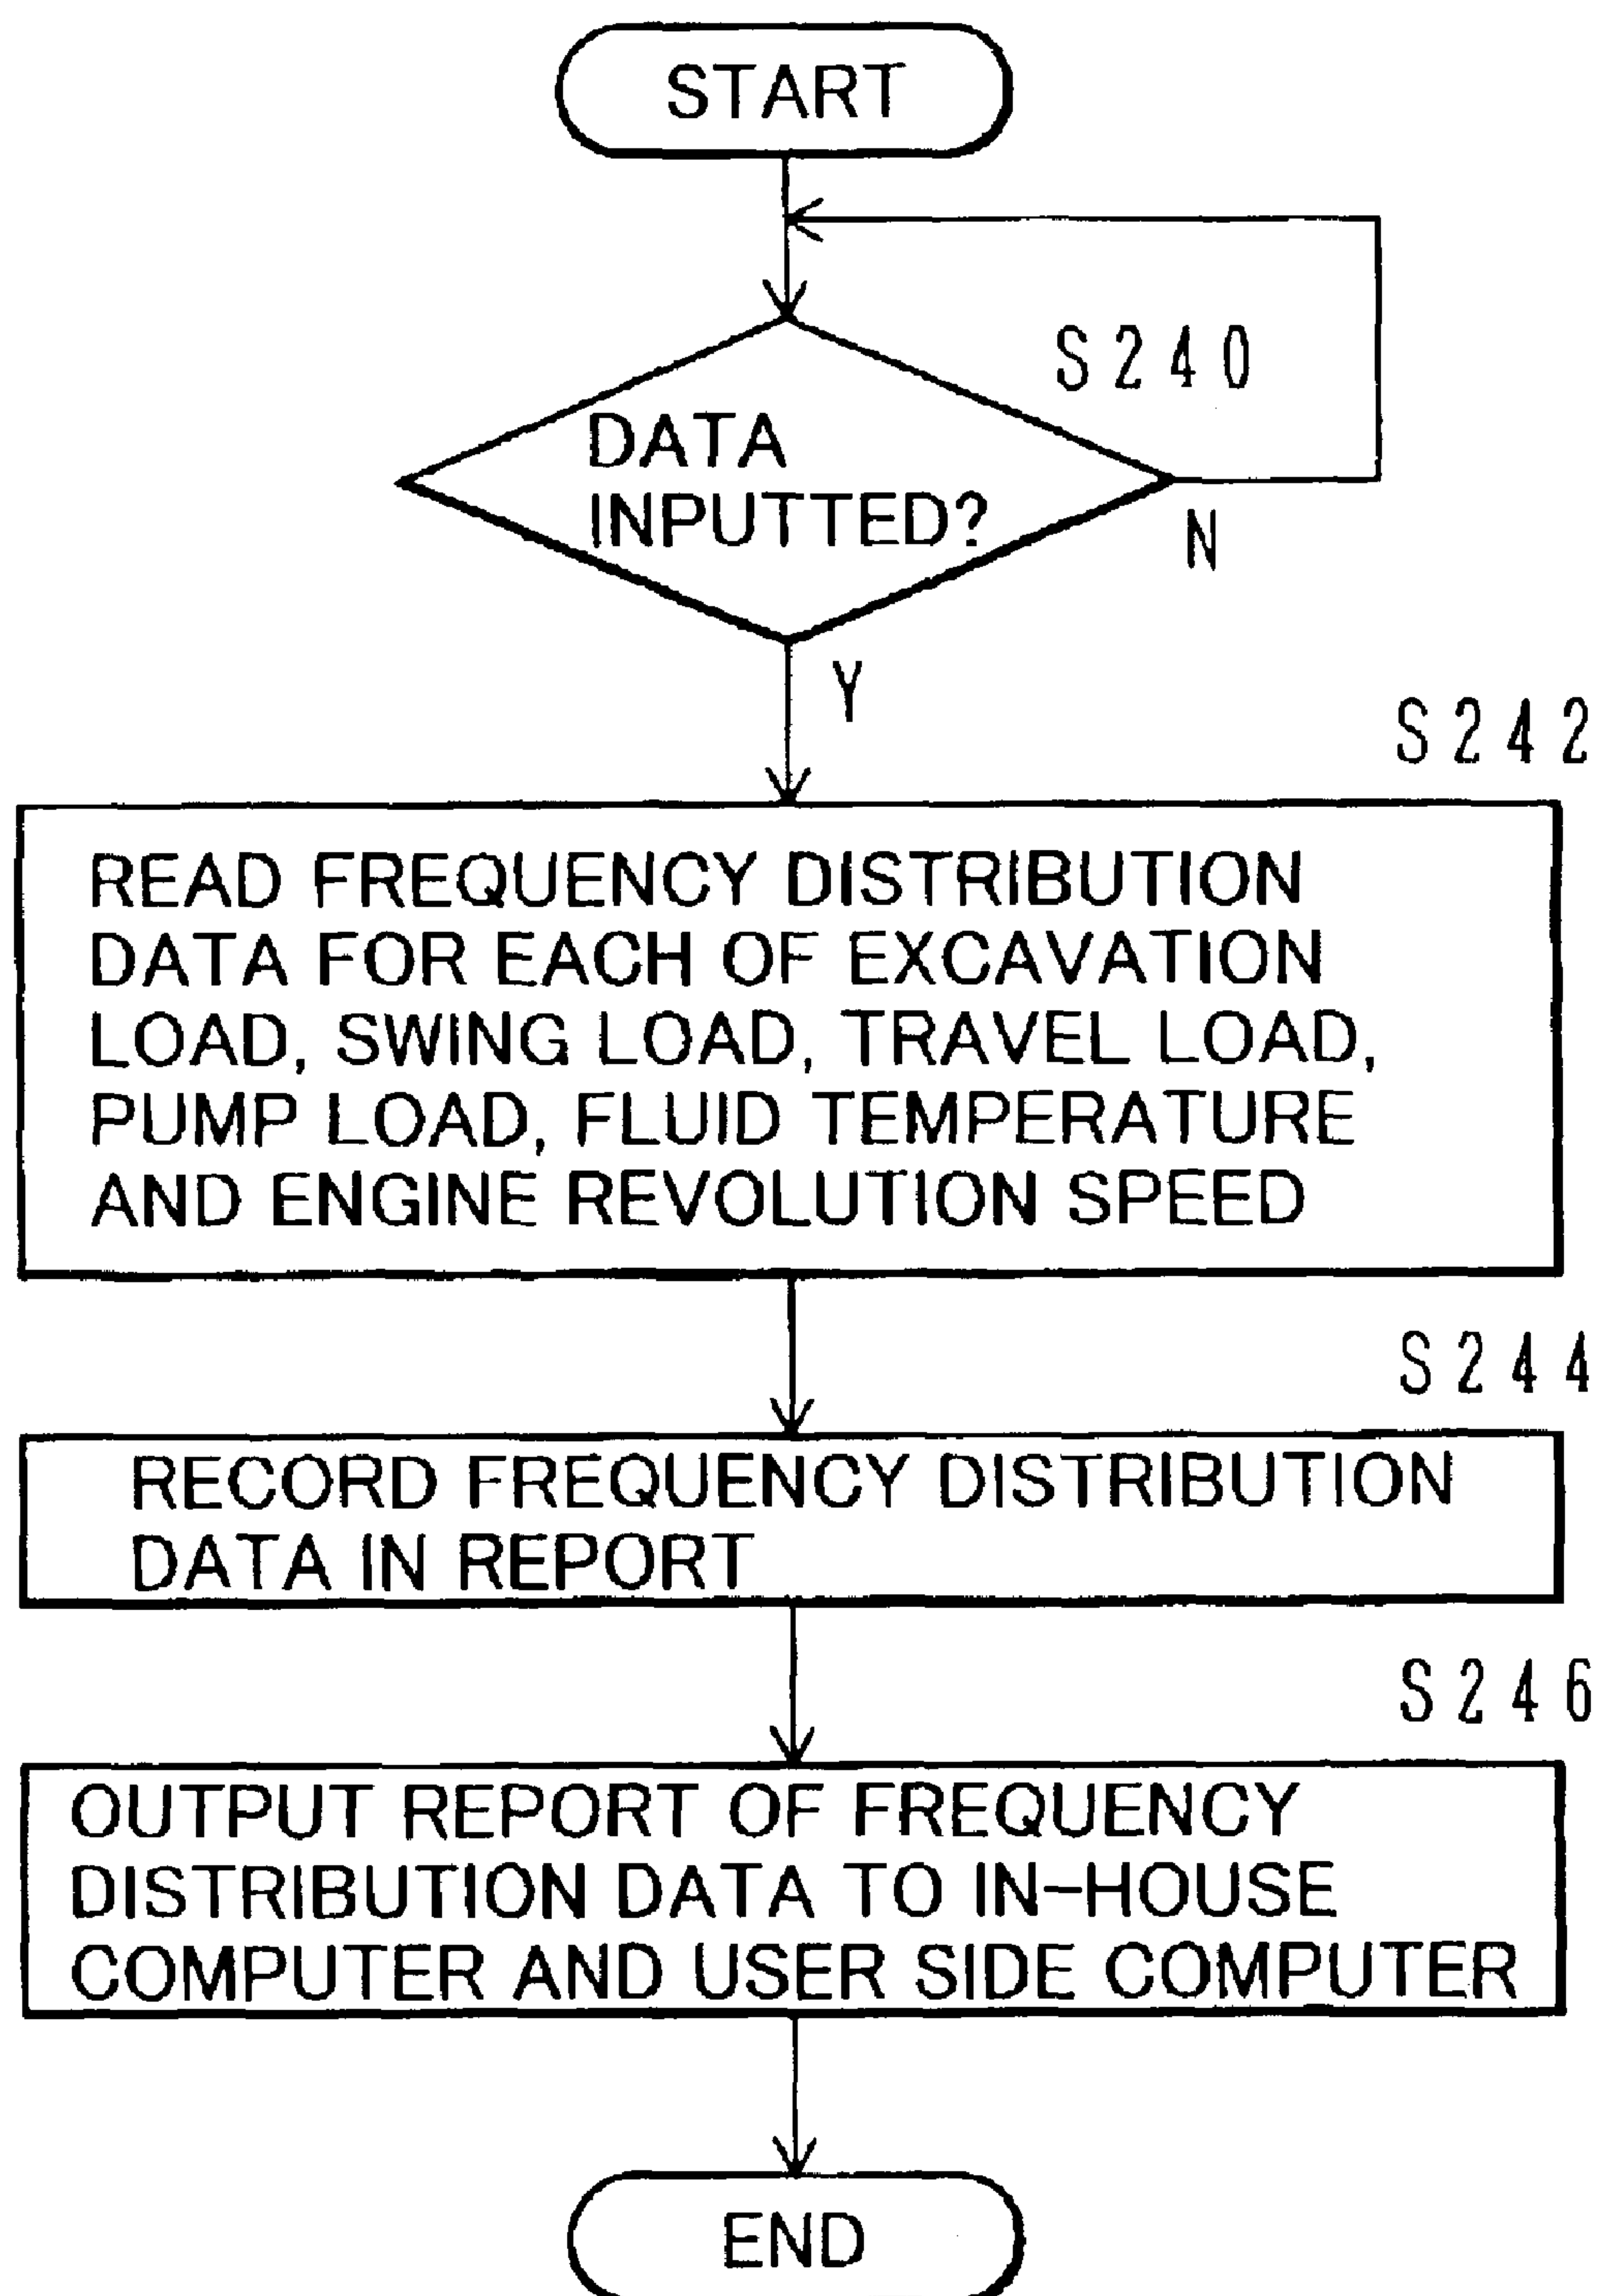 START
S240
DATA
INPUTTED?
N
Y
S242
READ FREQUENCY DISTRIBUTION
DATA FOR EACH OF EXCAVATION
LOAD, SWING LOAD, TRAVEL LOAD,
PUMP LOAD, FLUID TEMPERATURE
AND ENGINE REVOLUTION SPEED
S244
RECORD FREQUENCY DISTRIBUTION
DATA IN REPORT
S246
OUTPUT REPORT OF FREQUENCY
DISTRIBUTION DATA TO IN-HOUSE
COMPUTER AND USER SIDE COMPUTER
END